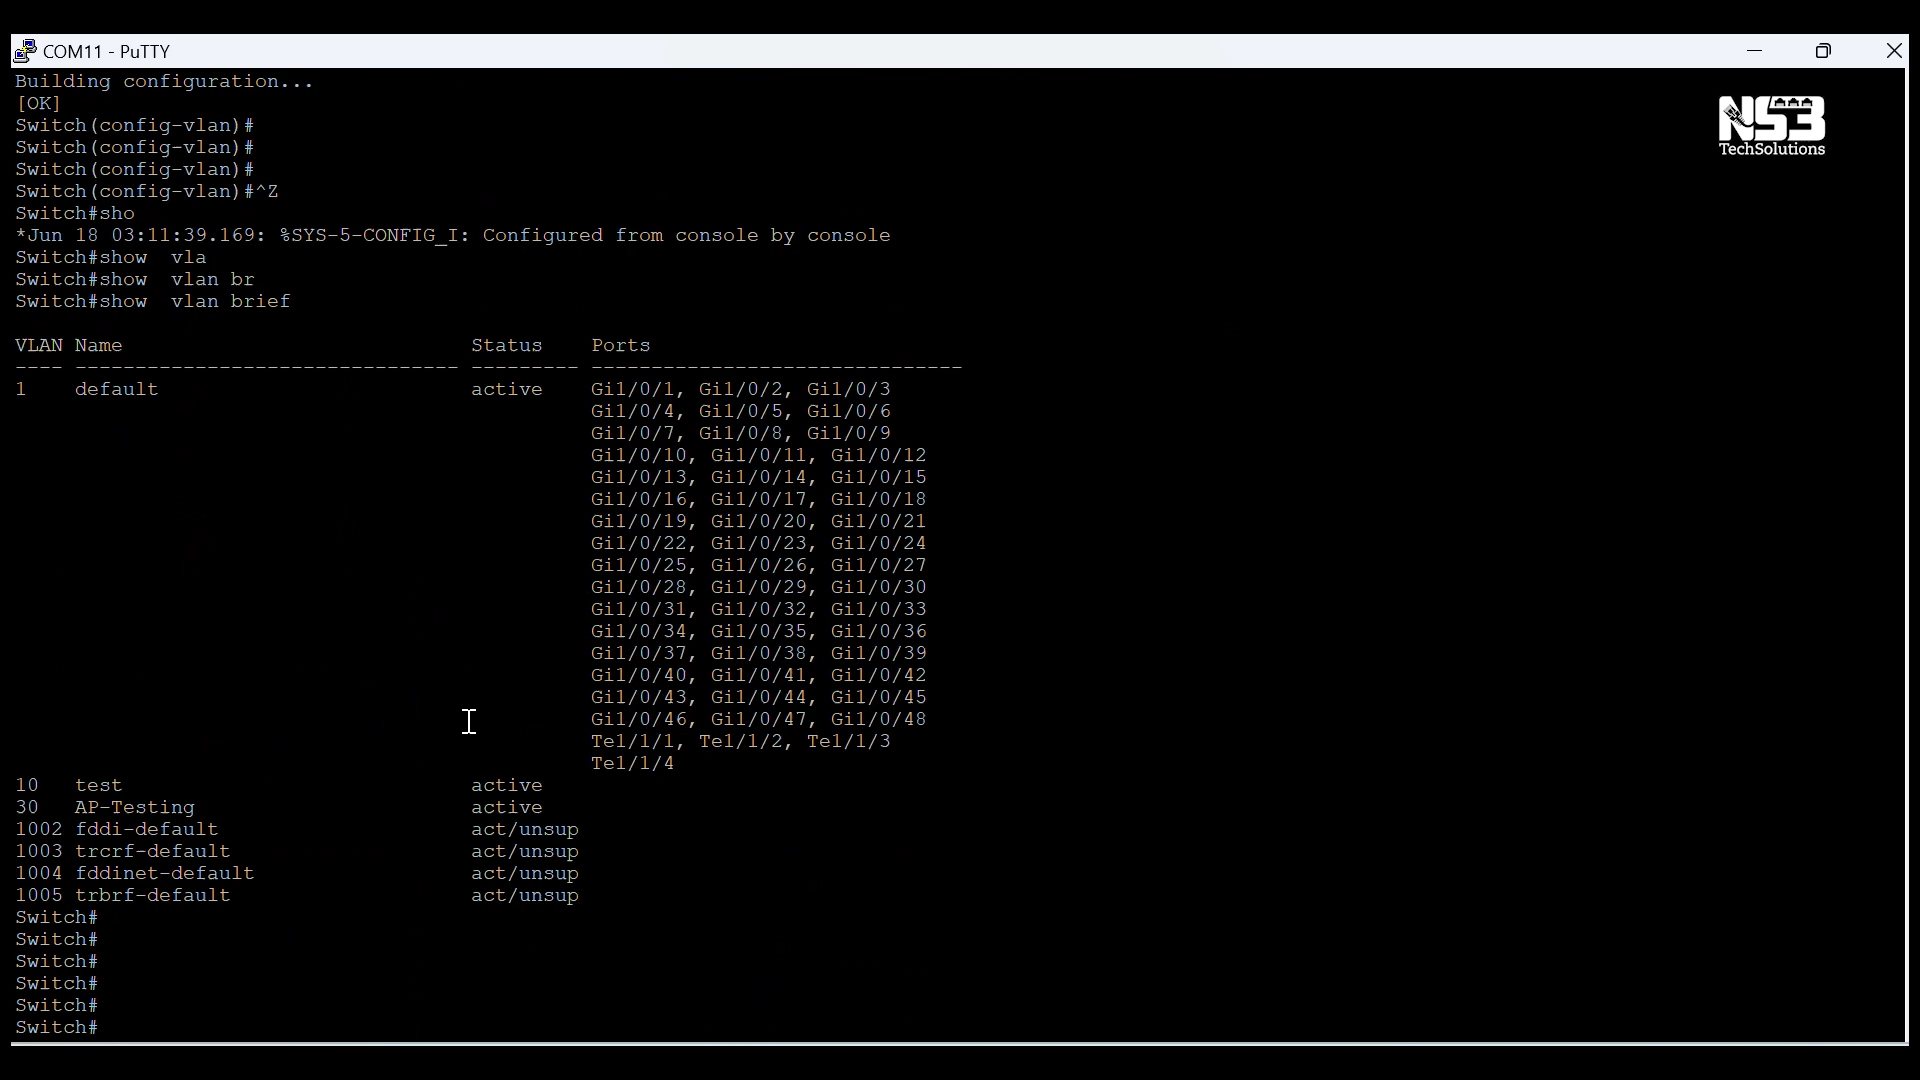 COM11 - PuTTY
Building configuration...
[OK]
Switch(config-vlan)#
Switch(config-vlan)#
Switch(config-vlan)#
Switch(config-vlan)#^Z
Switch#sho
*Jun 18 03:11:39.169: %SYS-5-CONFIG_I: Configured from console by console
Switch#show  vla
Switch#show  vlan br
Switch#show  vlan brief
VLAN Name                             Status    Ports
---- -------------------------------- --------- -------------------------------
1    default                          active    Gi1/0/1, Gi1/0/2, Gi1/0/3
                                                Gi1/0/4, Gi1/0/5, Gi1/0/6
                                                Gi1/0/7, Gi1/0/8, Gi1/0/9
                                                Gi1/0/10, Gi1/0/11, Gi1/0/12
                                                Gi1/0/13, Gi1/0/14, Gi1/0/15
                                                Gi1/0/16, Gi1/0/17, Gi1/0/18
                                                Gi1/0/19, Gi1/0/20, Gi1/0/21
                                                Gi1/0/22, Gi1/0/23, Gi1/0/24
                                                Gi1/0/25, Gi1/0/26, Gi1/0/27
                                                Gi1/0/28, Gi1/0/29, Gi1/0/30
                                                Gi1/0/31, Gi1/0/32, Gi1/0/33
                                                Gi1/0/34, Gi1/0/35, Gi1/0/36
                                                Gi1/0/37, Gi1/0/38, Gi1/0/39
                                                Gi1/0/40, Gi1/0/41, Gi1/0/42
                                                Gi1/0/43, Gi1/0/44, Gi1/0/45
                                                Gi1/0/46, Gi1/0/47, Gi1/0/48
                                                Te1/1/1, Te1/1/2, Te1/1/3
                                                Te1/1/4
10   test                             active
30   AP-Testing                       active
1002 fddi-default                     act/unsup
1003 trcrf-default                    act/unsup
1004 fddinet-default                  act/unsup
1005 trbrf-default                    act/unsup
Switch#
Switch#
Switch#
Switch#
Switch#
Switch#
NS3
TechSolutions